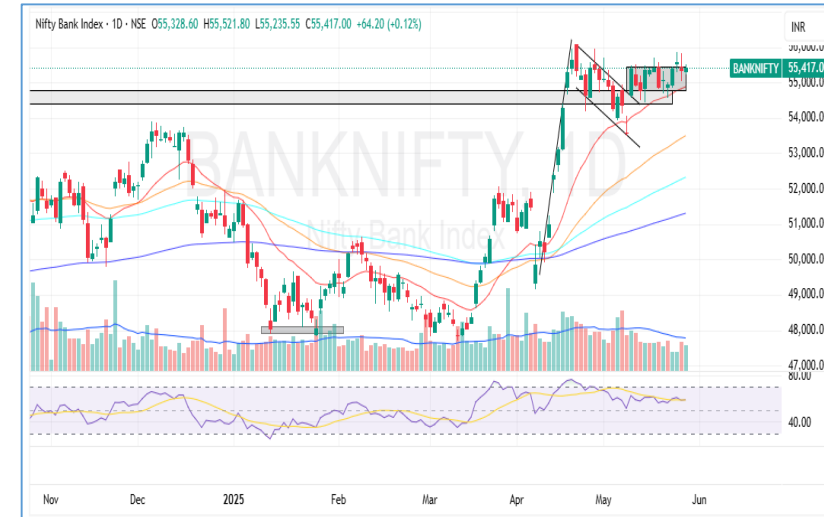 Nifty Bank Index · 1D · NSE O55,328.60 H55,521.80 L55,235.55 C55,417.00 +64.20 (+0.12%)
INR
56,000.0
BANKNIFTY 55,417.0
55,000.0
54,000.0
53,000.0
BANKNIFTY, 1D
52,000.0
Nifty Bank Index
51,000.0
50,000.0
49,000.0
48,000.0
47,000.0
80.00
40.00
Nov Dec 2025 Feb Mar Apr May Jun